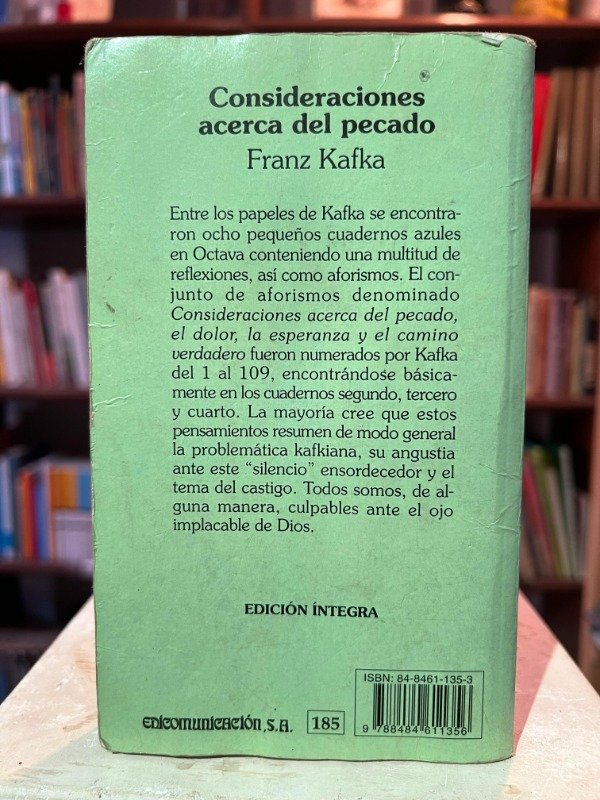 Consideraciones
acerca del pecado
Franz Kafka
Entre los papeles de Kafka se encontra-
ron ocho pequeños cuadernos azules
en Octava conteniendo una multitud de
reflexiones, así como aforismos. El con-
junto de aforismos denominado
Consideraciones acerca del pecado,
el dolor, la esperanza y el camino
verdadero fueron numerados por Kafka
del 1 al 109, encontrándose básica-
mente en los cuadernos segundo, tercero
y cuarto. La mayoría cree que estos
pensamientos resumen de modo general
la problemática kafkiana, su angustia
ante este “silencio” ensordecedor y el
tema del castigo. Todos somos, de al-
guna manera, culpables ante el ojo
implacable de Dios.
EDICIÓN ÍNTEGRA
ISBN: 84-8461-135-3
9 788484 611356
EDICOMUNICACIÓN, S.A. 185